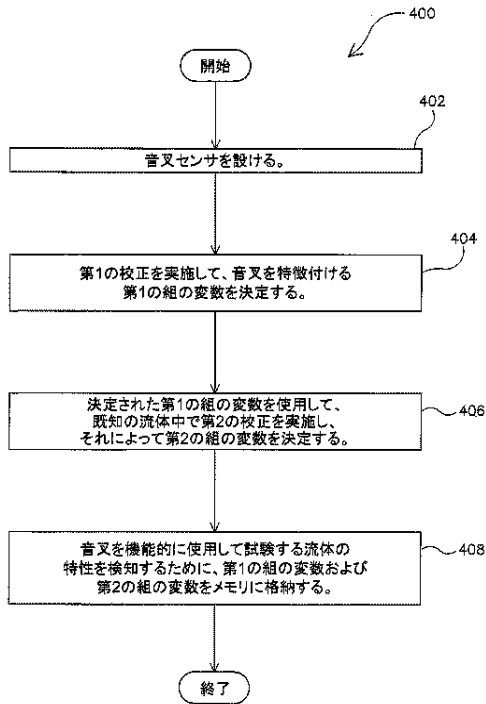 400
開始
402
音叉センサを設ける。
404
第1の校正を実施して、音叉を特徴付ける
第1の組の変数を決定する。
406
決定された第1の組の変数を使用して、
既知の流体中で第2の校正を実施し、
それによって第2の組の変数を決定する。
408
音叉を機能的に使用して試験する流体の
特性を検知するために、第1の組の変数および
第2の組の変数をメモリに格納する。
終了